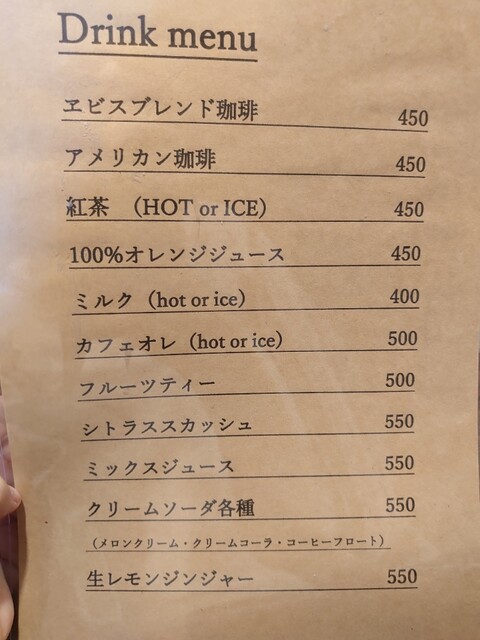 Drink menu
ヱビスブレンド珈琲 450
アメリカン珈琲 450
紅茶 （HOT or ICE） 450
100%オレンジジュース 450
ミルク（hot or ice） 400
カフェオレ（hot or ice） 500
フルーツティー 500
シトラススカッシュ 550
ミックスジュース 550
クリームソーダ各種 550
（メロンクリーム・クリームコーラ・コーヒーフロート）
生レモンジンジャー 550